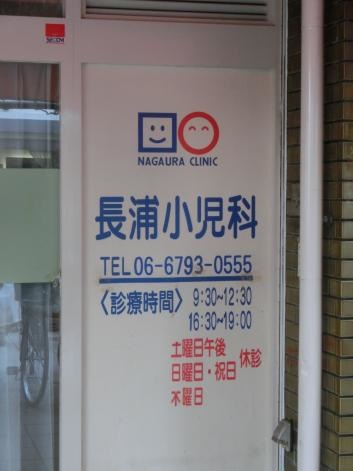 SECOM
NAGAURA CLINIC
長浦小児科
TEL 06-6793-0555
〈診療時間〉 9:30~12:30
16:30~19:00
土曜日午後
日曜日・祝日 休診
木曜日